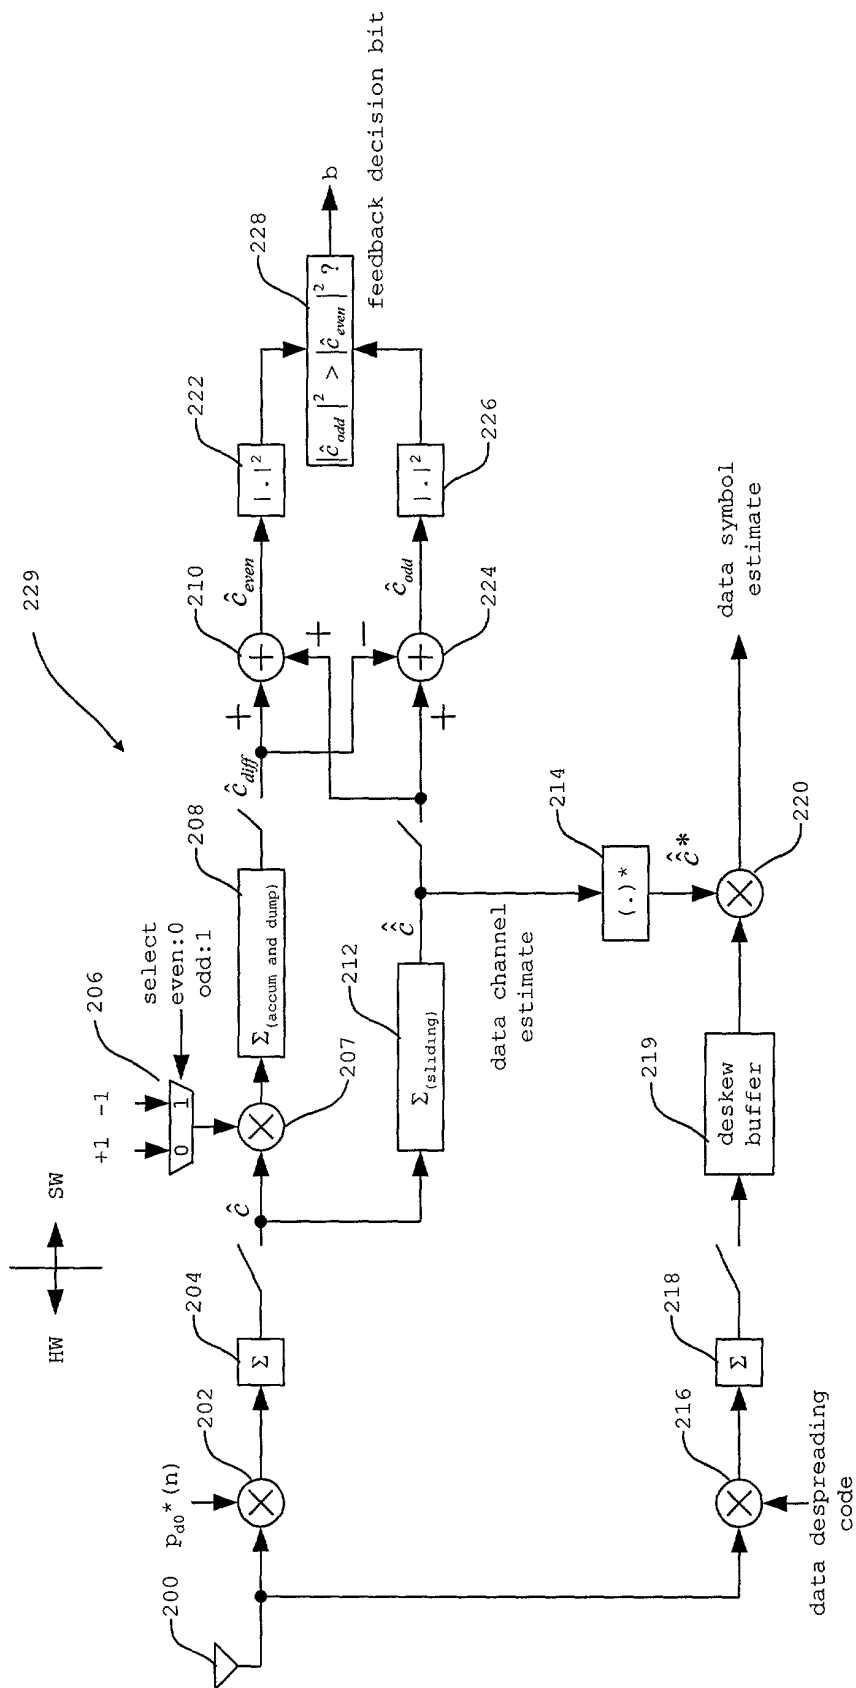 229
HW SW
+1 -1
206
select
even:0
odd:1
0 1
200
p_d0*(n)
202
204
Σ
ĉ
207
208
Σ(accum and dump)
ĉ_diff
+
+
210
+
ĉ_even
222
|.|²
228
|ĉ_odd|² > |ĉ_even|² ?
b
feedback decision bit
212
Σ(sliding)
ĉ̂
+
−
+
224
ĉ_odd
226
|.|²
data channel
estimate
214
(.)*
ĉ̂*
220
data symbol
estimate
216
data despreading
code
218
Σ
219
deskew
buffer